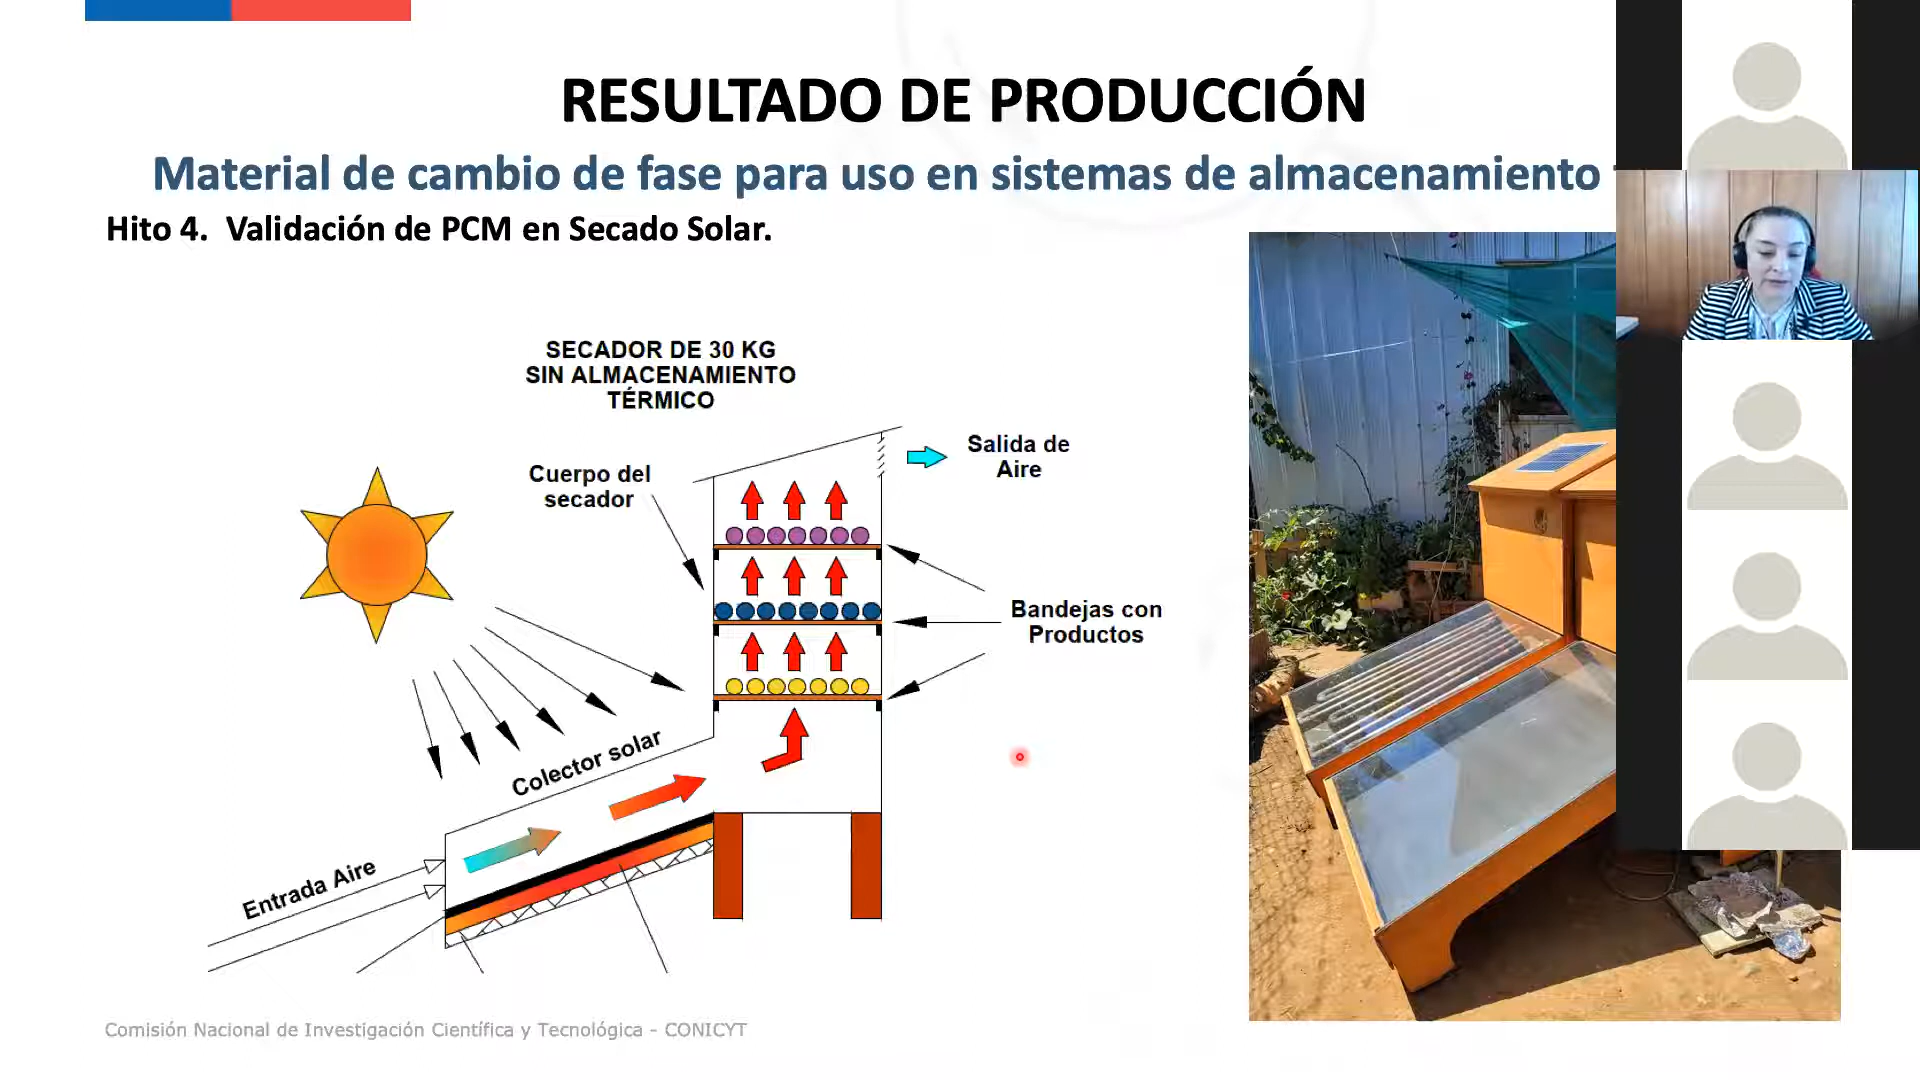 RESULTADO DE PRODUCCIÓN
Material de cambio de fase para uso en sistemas de almacenamiento
Hito 4. Validación de PCM en Secado Solar.
SECADOR DE 30 KG
SIN ALMACENAMIENTO
TÉRMICO
Salida de
Aire
Cuerpo del
secador
Bandejas con
Productos
Colector solar
Entrada Aire
Comisión Nacional de Investigación Científica y Tecnológica - CONICYT